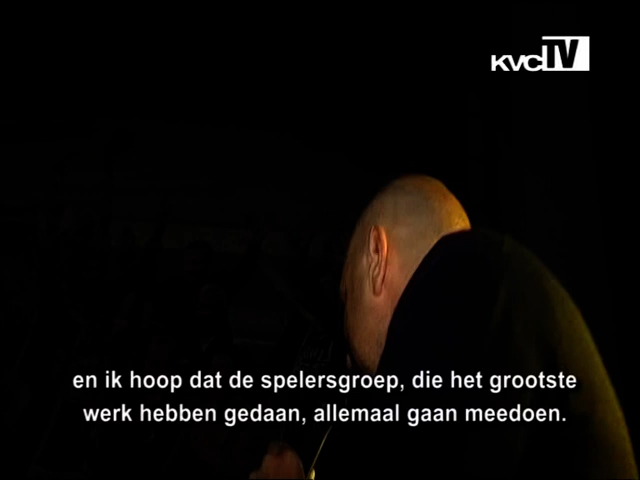 KVCTV
en ik hoop dat de spelersgroep, die het grootste
werk hebben gedaan, allemaal gaan meedoen.